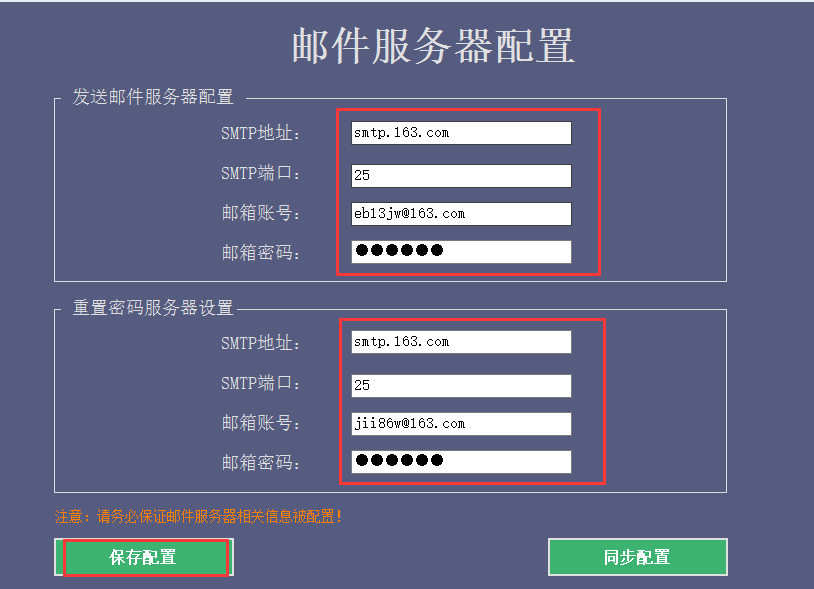 邮件服务器配置
发送邮件服务器配置
SMTP地址： smtp.163.com
SMTP端口： 25
邮箱账号： eb13jw@163.com
邮箱密码： ●●●●●●
重置密码服务器设置
SMTP地址： smtp.163.com
SMTP端口： 25
邮箱账号： jii86w@163.com
邮箱密码： ●●●●●●
注意：请务必保证邮件服务器相关信息被配置！
保存配置 同步配置